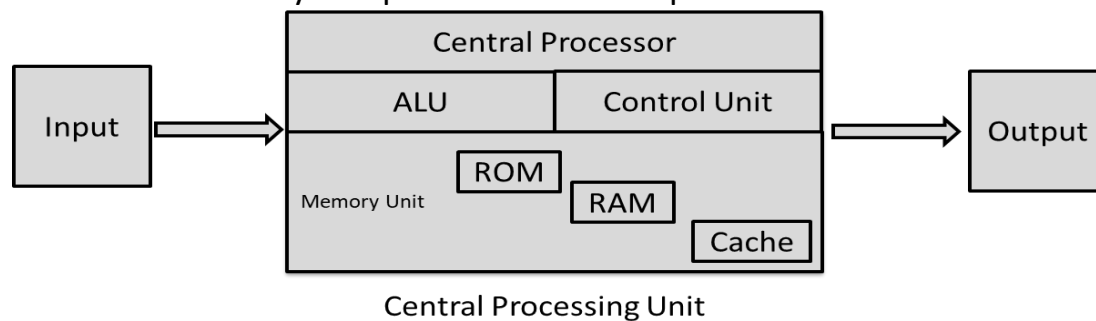 Central Processor
ALU Control Unit
Input
Output
ROM
Memory Unit
RAM
Cache
Central Processing Unit